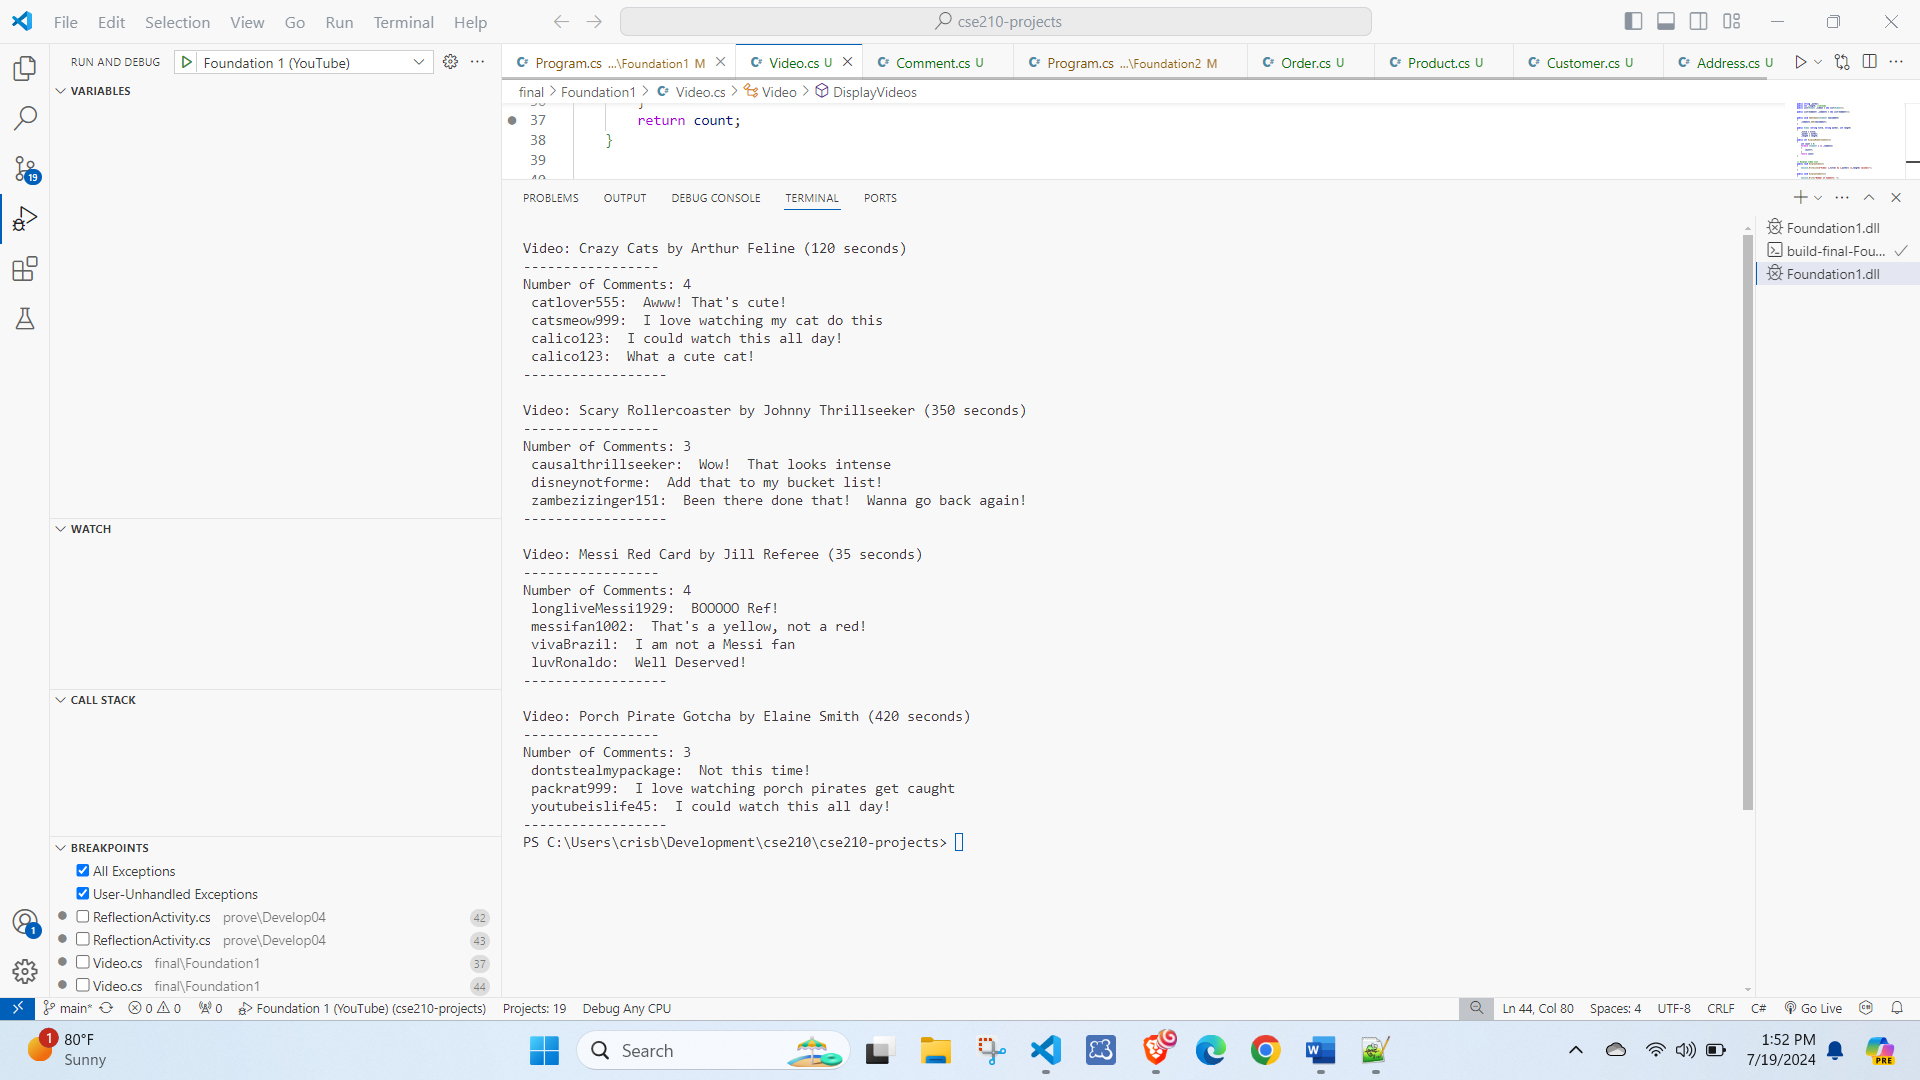 File Edit Selection View Go Run Terminal Help
cse210-projects
RUN AND DEBUG Foundation 1 (YouTube)
Program.cs ...\Foundation1 M Video.cs U Comment.cs U Program.cs ...\Foundation2 M Order.cs U Product.cs U Customer.cs U Address.cs U
VARIABLES
final > Foundation1 > Video.cs > Video > DisplayVideos
37 return count;
38 }
39
PROBLEMS OUTPUT DEBUG CONSOLE TERMINAL PORTS
Foundation1.dll
build-final-Fou...
Foundation1.dll
Video: Crazy Cats by Arthur Feline (120 seconds)
-----------------
Number of Comments: 4
catlover555:  Awww! That's cute!
catsmeow999:  I love watching my cat do this
calico123:  I could watch this all day!
calico123:  What a cute cat!
------------------
Video: Scary Rollercoaster by Johnny Thrillseeker (350 seconds)
-----------------
Number of Comments: 3
causalthrillseeker:  Wow!  That looks intense
disneynotforme:  Add that to my bucket list!
zambezizinger151:  Been there done that!  Wanna go back again!
------------------
Video: Messi Red Card by Jill Referee (35 seconds)
-----------------
Number of Comments: 4
longliveMessi1929:  BOOOOO Ref!
messifan1002:  That's a yellow, not a red!
vivaBrazil:  I am not a Messi fan
luvRonaldo:  Well Deserved!
------------------
Video: Porch Pirate Gotcha by Elaine Smith (420 seconds)
-----------------
Number of Comments: 3
dontstealmypackage:  Not this time!
packrat999:  I love watching porch pirates get caught
youtubeislife45:  I could watch this all day!
------------------
PS C:\Users\crisb\Development\cse210\cse210-projects>
WATCH
CALL STACK
BREAKPOINTS
All Exceptions
User-Unhandled Exceptions
ReflectionActivity.cs prove\Develop04 42
ReflectionActivity.cs prove\Develop04 43
Video.cs final\Foundation1 37
Video.cs final\Foundation1 44
19
1
main* 0 0 0 Foundation 1 (YouTube) (cse210-projects) Projects: 19 Debug Any CPU Ln 44, Col 80 Spaces: 4 UTF-8 CRLF C# Go Live
1 80°F
Sunny
Search
PRE
1:52 PM
7/19/2024